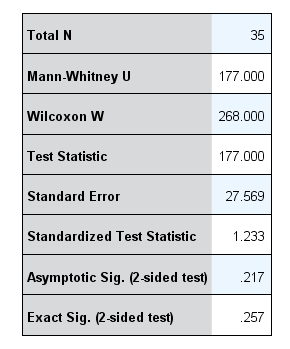 Total N 35
Mann-Whitney U 177.000
Wilcoxon W 268.000
Test Statistic 177.000
Standard Error 27.569
Standardized Test Statistic 1.233
Asymptotic Sig. (2-sided test) .217
Exact Sig. (2-sided test) .257